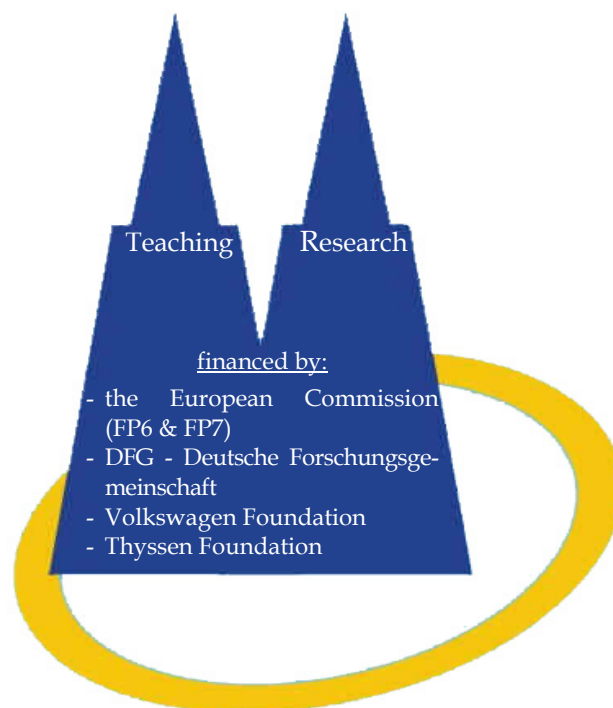 Teaching Research
financed by:
- the European Commission
(FP6 & FP7)
- DFG - Deutsche Forschungsge-
meinschaft
- Volkswagen Foundation
- Thyssen Foundation